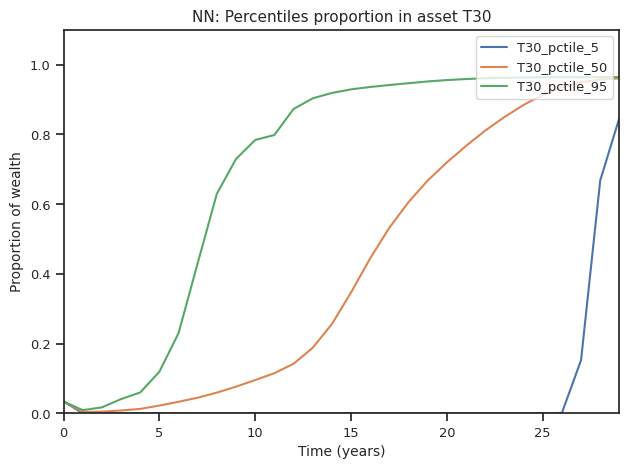 NN: Percentiles proportion in asset T30
T30_pctile_5
T30_pctile_50
T30_pctile_95
Proportion of wealth
1.0
0.8
0.6
0.4
0.2
0.0
0 5 10 15 20 25
Time (years)